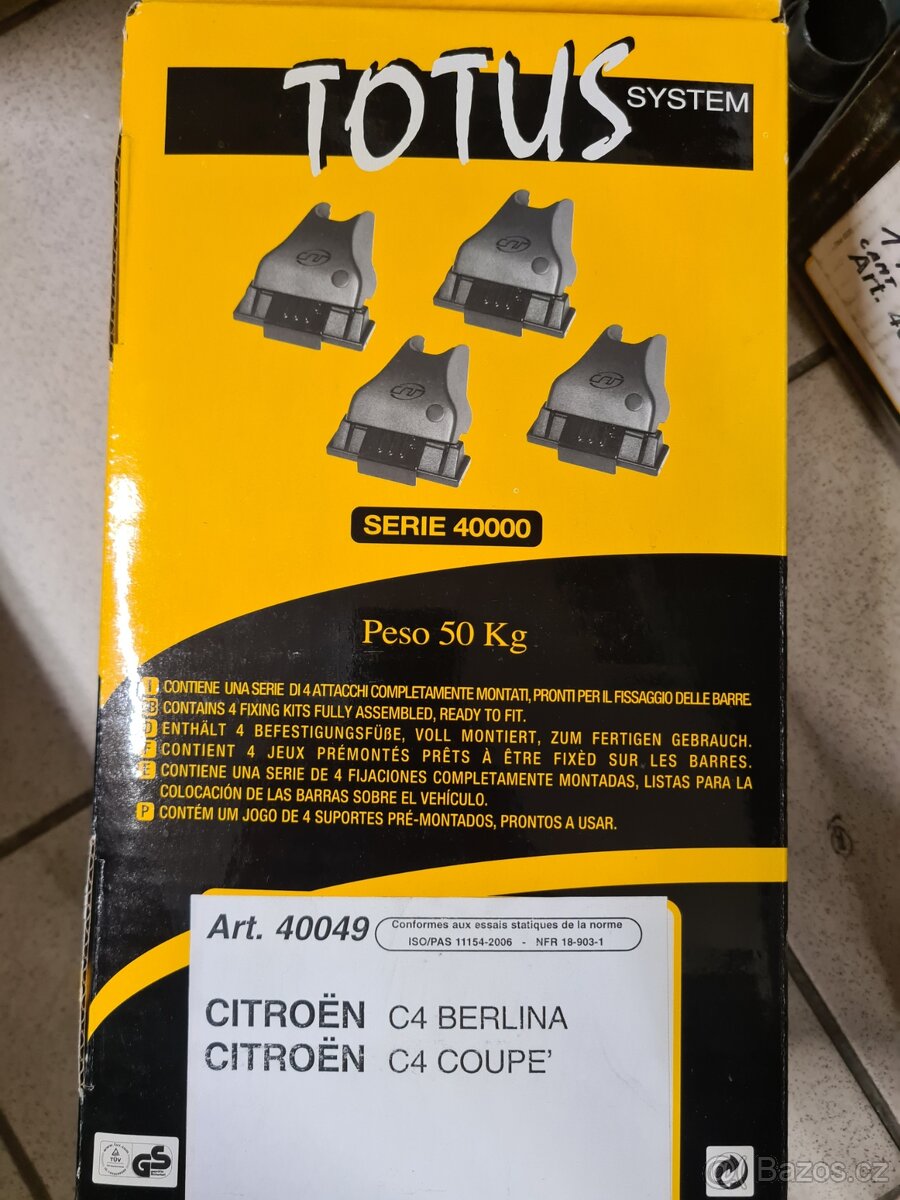 TOTUS
SYSTEM
SERIE 40000
Peso 50 Kg
I CONTIENE UNA SERIE DI 4 ATTACCHI COMPLETAMENTE MONTATI, PRONTI PER IL FISSAGGIO DELLE BARRE.
CONTAINS 4 FIXING KITS FULLY ASSEMBLED, READY TO FIT.
D ENTHÄLT 4 BEFESTIGUNGSFÜßE, VOLL MONTIERT, ZUM FERTIGEN GEBRAUCH.
F CONTIENT 4 JEUX PRÉMONTÉS PRÊTS À ÊTRE FIXÈD SUR LES BARRES.
E CONTIENE UNA SERIE DE 4 FIJACIONES COMPLETAMENTE MONTADAS, LISTAS PARA LA
COLOCACIÓN DE LAS BARRAS SOBRE EL VEHÍCULO.
P CONTÉM UM JOGO DE 4 SUPORTES PRÉ-MONTADOS, PRONTOS A USAR.
Art. 40049
Conformes aux essais statiques de la norme
ISO/PAS 11154-2006 - NFR 18-903-1
CITROËN C4 BERLINA
CITROËN C4 COUPE'
TÜV
GS
Art.
Bazos.cz